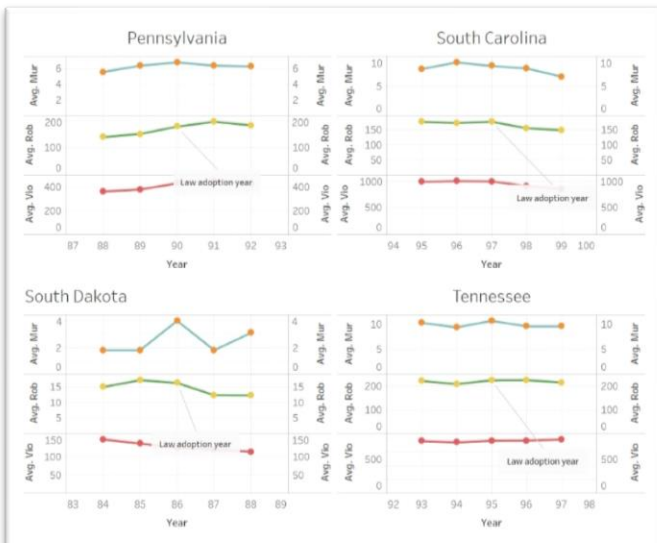 Pennsylvania
Avg. Mur
6
4
2
6
4
2
Avg. Mur
Avg. Rob
200
100
0
200
100
0
Avg. Rob
Avg. Vio
400
200
0
Law adoption year
400
200
0
Avg. Vio
87 88 89 90 91 92 93
Year
South Carolina
Avg. Mur
10
5
0
10
5
0
Avg. Mur
Avg. Rob
150
100
50
150
100
50
Avg. Rob
Avg. Vio
1000
500
0
Law adoption year
1000
500
0
Avg. Vio
94 95 96 97 98 99 100
Year
South Dakota
Avg. Mur
4
2
0
4
2
0
Avg. Mur
Avg. Rob
15
10
5
15
10
5
Avg. Rob
Avg. Vio
150
100
50
Law adoption year
150
100
50
Avg. Vio
83 84 85 86 87 88 89
Year
Tennessee
Avg. Mur
10
5
0
10
5
0
Avg. Mur
Avg. Rob
200
100
0
200
100
0
Avg. Rob
Avg. Vio
500
0
Law adoption year
500
0
Avg. Vio
92 93 94 95 96 97 98
Year